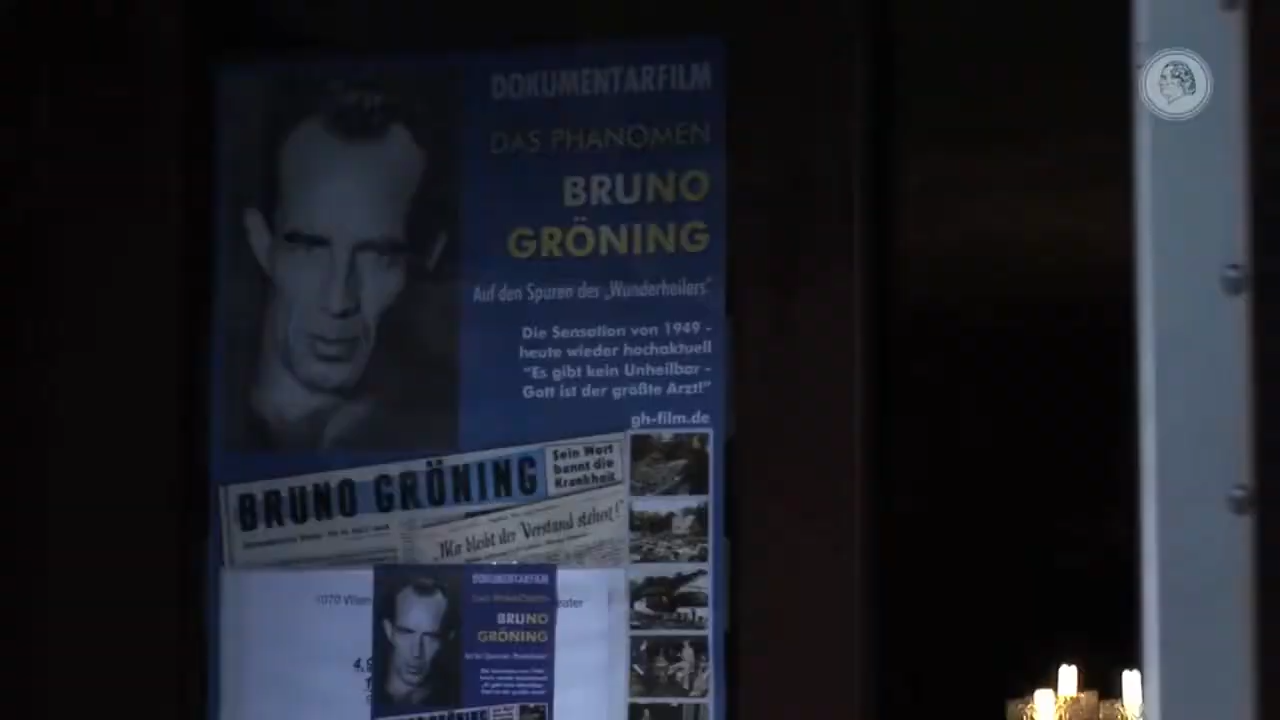 DOKUMENTARFILM
DAS PHÄNOMEN
BRUNO
GRÖNING
Auf den Spuren des „Wunderheilers"
Die Sensation von 1949 -
heute wieder hochaktuell
"Es gibt kein Unheilbar -
Gott ist der größte Arzt!"
gh-film.de
BRUNO GRÖNING
Sein Wort
bannt die
Krankheit
"Mir bleibt der Verstand stehen!"
DOKUMENTARFILM
BRUNO
GRÖNING